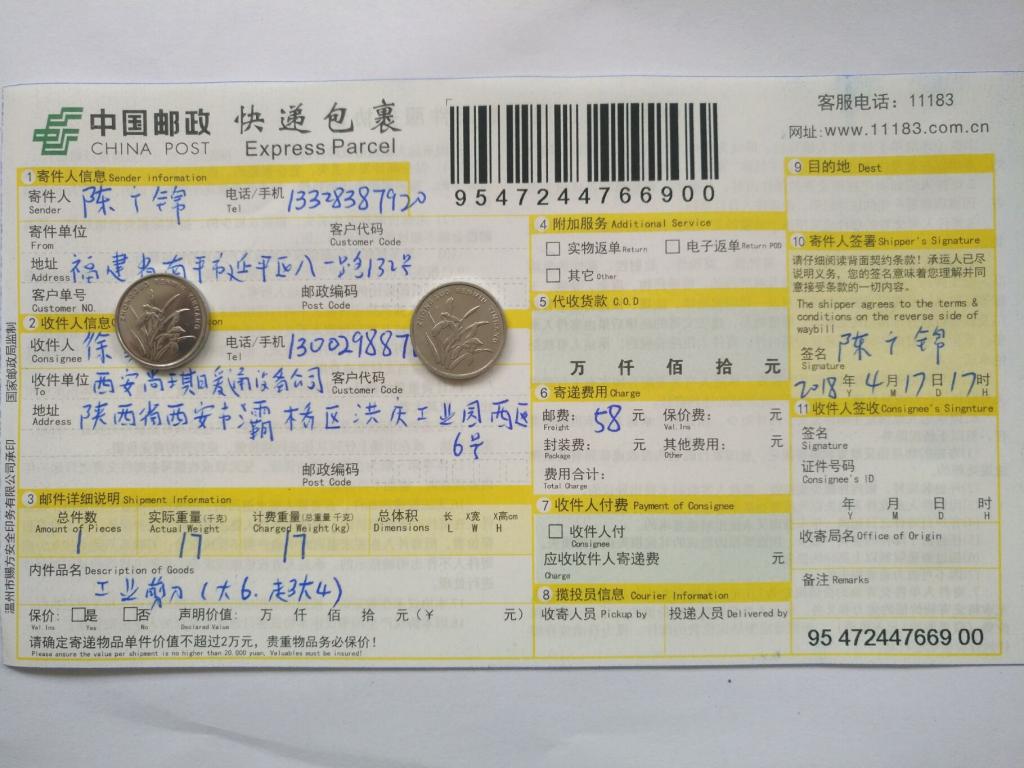 中国邮政 快递包裹
CHINA POST Express Parcel
9547244766900
客服电话：11183
网址:www.11183.com.cn
1 寄件人信息 Sender information
寄件人 陈广锦 电话/手机 13328387920
Sender Tel
寄件单位 客户代码
From Customer Code
地址 福建省南平市延平区八一路132号
Address
客户单号 邮政编码
Customer NO. Post Code
2 收件人信息
收件人 徐 电话/手机 130029887
Consignee Tel
收件单位 西安 暖通设备公司 客户代码
To Customer Code
地址 陕西省西安市灞桥区洪庆工业园西区
Address
6号
邮政编码
Post Code
3 邮件详细说明 Shipment Information
总件数 实际重量(千克) 计费重量(总重量 千克) 总体积 长 X宽 X高cm
Amount of Pieces Actual Weight Charged Weight(kg) Dimensions L W H
1 17 17
内件品名 Description of Goods
工业剪刀(大6.
保价： 是 否 声明价值： 万 仟 佰 拾 元(￥ 元)
Val.Ins Yes No Declared Value
请确定寄递物品单件价值不超过2万元，贵重物品务必保价！
Please ensure the value per shipment is no higher than 20.000 yuan, Valuables must be insured!
4 附加服务 Additional Service
实物返单 Return 电子返单 Return POD
其它 Other
5 代收货款 C.O.D
万 仟 佰 拾 元
6 寄递费用 Charge
邮费： 58 元 保价费： 元
Freight Val.Ins
封装费： 元 其他费用： 元
Package Other
费用合计： 元
Total Charge
7 收件人付费 Payment of Consignee
收件人付
Consignee
应收收件人寄递费 元
Charge
8 揽投员信息 Courier Information
收寄人员 Pickup by 投递人员 Delivered by
9 目的地 Dest
10 寄件人签署 Shipper's Signature
请仔细阅读背面契约条款！承运人已尽
说明义务，您的签名意味着您理解并同
意接受条款的一切内容。
The shipper agrees to the terms &
conditions on the reverse side of
waybill
签名 陈广锦
Signature
2018 年 4 月 17 日 17 时
Y M D H
11 收件人签收 Consignee's Singnture
签名
Signature
证件号码
Consignee's ID
年 月 日 时
Y M D H
收寄局名 Office of Origin
备注 Remarks
95 472447669 00
国家邮政局监制
温州市赐方安全印务有限公司承印